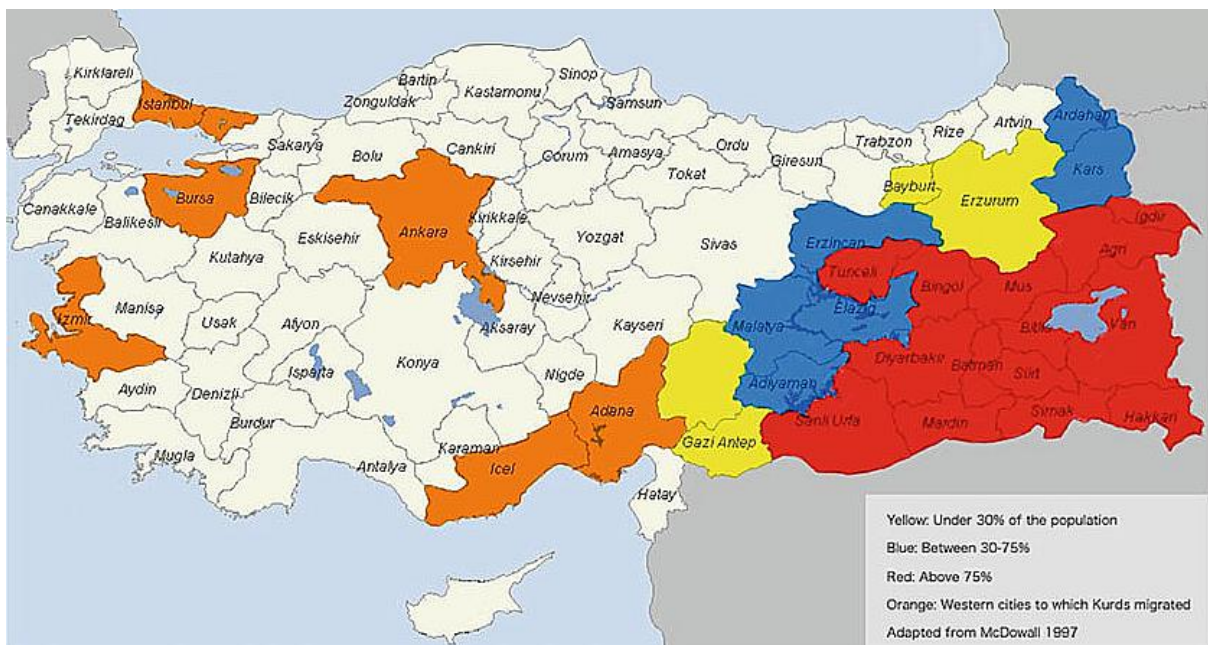 Kirklareli
Tekirdag
Istanbul
Sakarya
Bursa
Bilecik
Canakkale
Balikesir
Zonguldak
Bartin
Bolu
Kastamonu
Cankiri
Sinop
Samsun
Corum
Amasya
Tokat
Ordu
Giresun
Trabzon
Rize
Artvin
Ardahan
Kars
Bayburt
Erzurum
Igdir
Agri
Eskisehir
Ankara
Kirikkale
Kirsehir
Yozgat
Sivas
Erzincan
Tunceli
Bingol
Mus
Kutahya
Manisa
Izmir
Usak
Afyon
Konya
Aksaray
Nevsehir
Kayseri
Malatya
Elazig
Bitlis
Van
Diyarbakir
Batman
Siirt
Aydin
Denizli
Isparta
Burdur
Nigde
Adana
Adiyaman
Sanli Urfa
Mardin
Sirnak
Hakkari
Mugla
Antalya
Karaman
Icel
Gazi Antep
Hatay
Yellow: Under 30% of the population
Blue: Between 30-75%
Red: Above 75%
Orange: Western cities to which Kurds migrated
Adapted from McDowall 1997